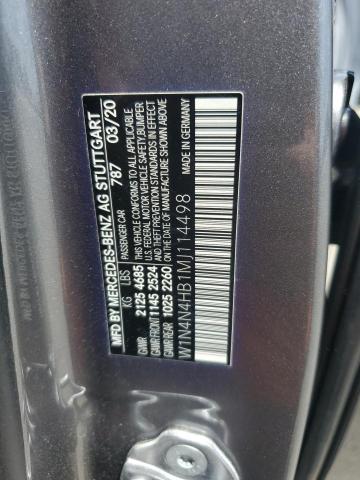 MFD BY MERCEDES-BENZ AG STUTTGART
PASSENGER CAR 787 03/20
KG LBS
GVWR 2125 4685
GAWR FRONT 1145 2524
GAWR REAR 1025 2260
THIS VEHICLE CONFORMS TO ALL APPLICABLE
U.S. FEDERAL MOTOR VEHICLE SAFETY, BUMPER
AND THEFT PREVENTION STANDARDS IN EFFECT
ON THE DATE OF MANUFACTURE SHOWN ABOVE
MADE IN GERMANY
W1N4N4HB1MJ114498